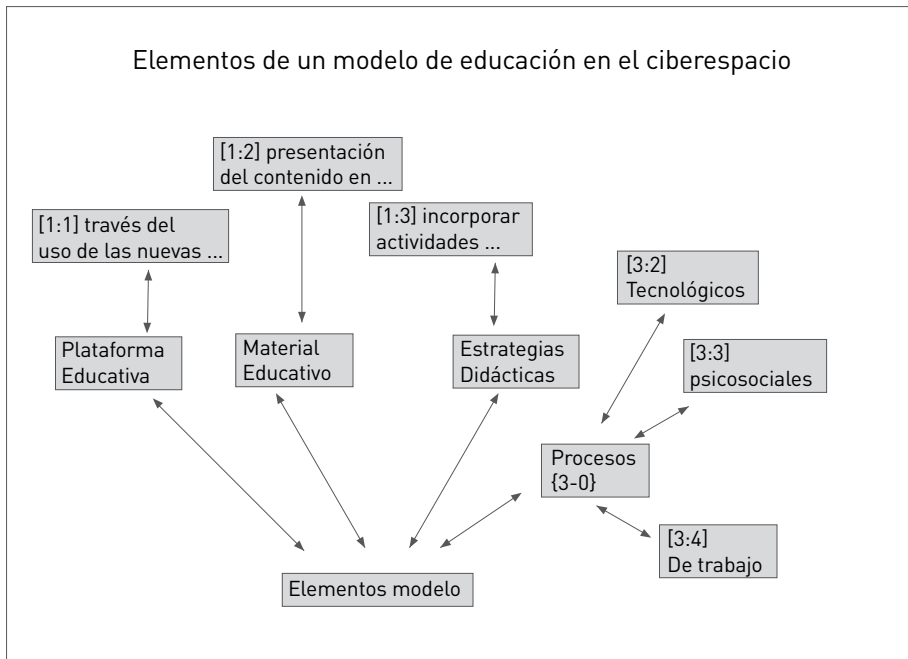 Elementos de un modelo de educación en el ciberespacio
[1:2] presentación
del contenido en ...
[1:1] través del
uso de las nuevas ...
[1:3] incorporar
actividades ...
[3:2]
Tecnológicos
Plataforma
Educativa
Material
Educativo
Estrategias
Didácticas
[3:3]
psicosociales
Procesos
{3-0}
[3:4]
De trabajo
Elementos modelo